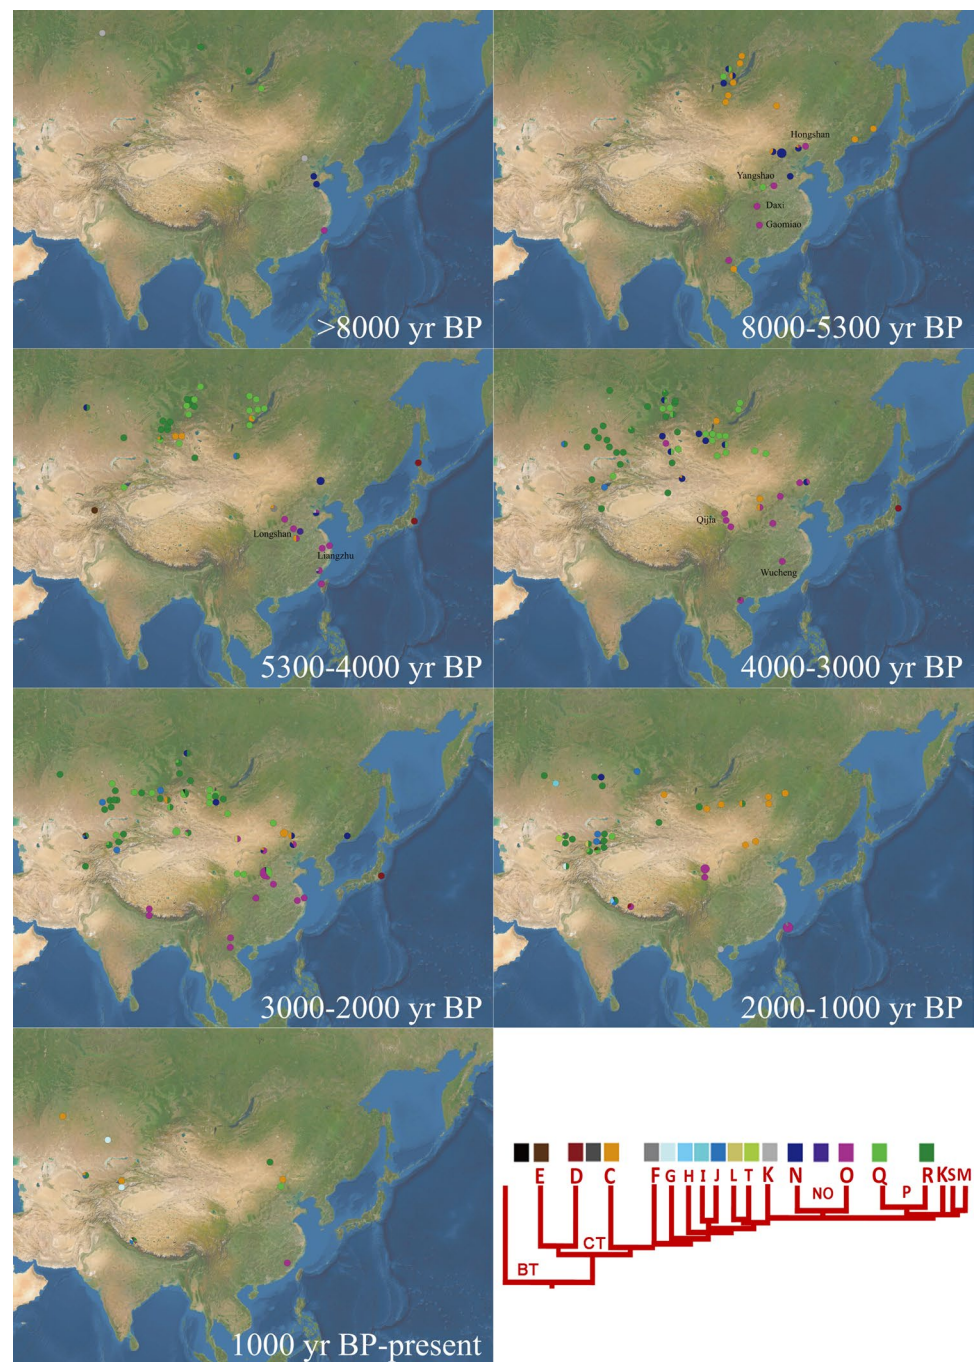 >8000 yr BP
Hongshan
Yangshao
Daxi
Gaomiao
8000-5300 yr BP
Longshan
Liangzhu
5300-4000 yr BP
Qijia
Wucheng
4000-3000 yr BP
3000-2000 yr BP
2000-1000 yr BP
1000 yr BP-present
E D C F G H I J L T K N O Q R K S M
NO P
CT
BT